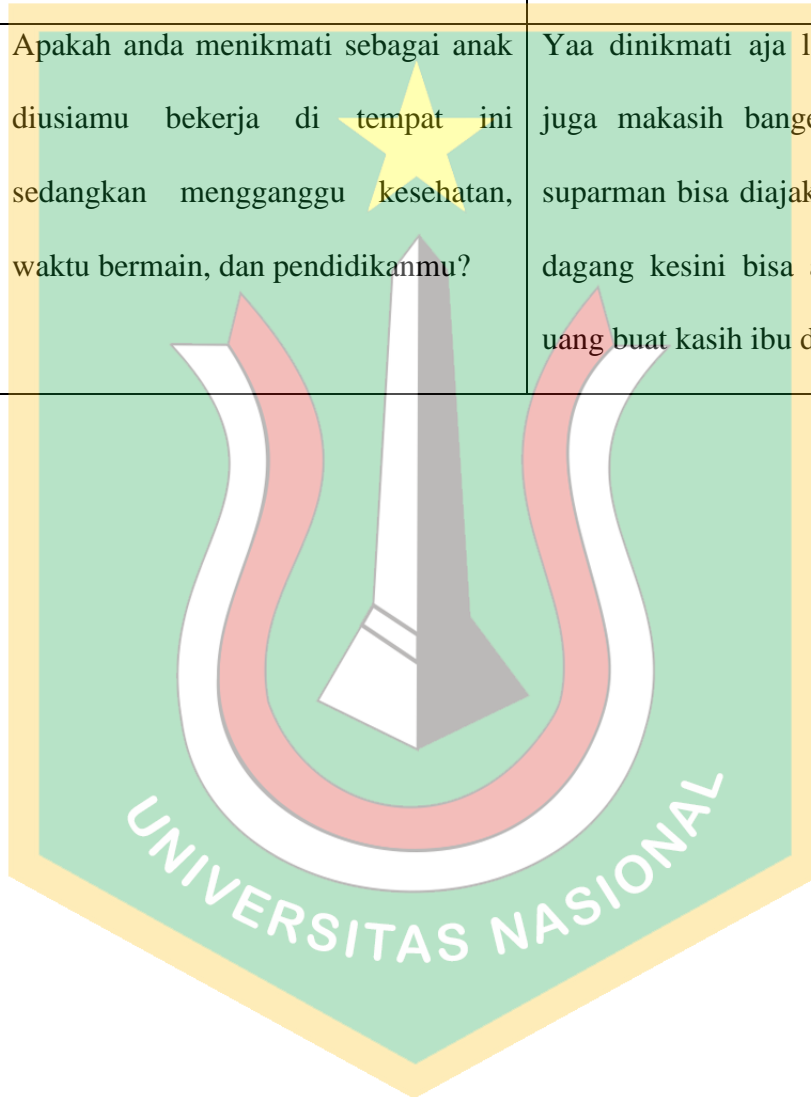 Apakah anda menikmati sebagai anak
diusiamu bekerja di tempat ini
sedangkan mengganggu kesehatan,
waktu bermain, dan pendidikanmu?
Yaa dinikmati aja
juga makasih
suparman bisa
dagang kesini bisa
uang buat kasih ibu
UNIVERSITAS NASIONAL